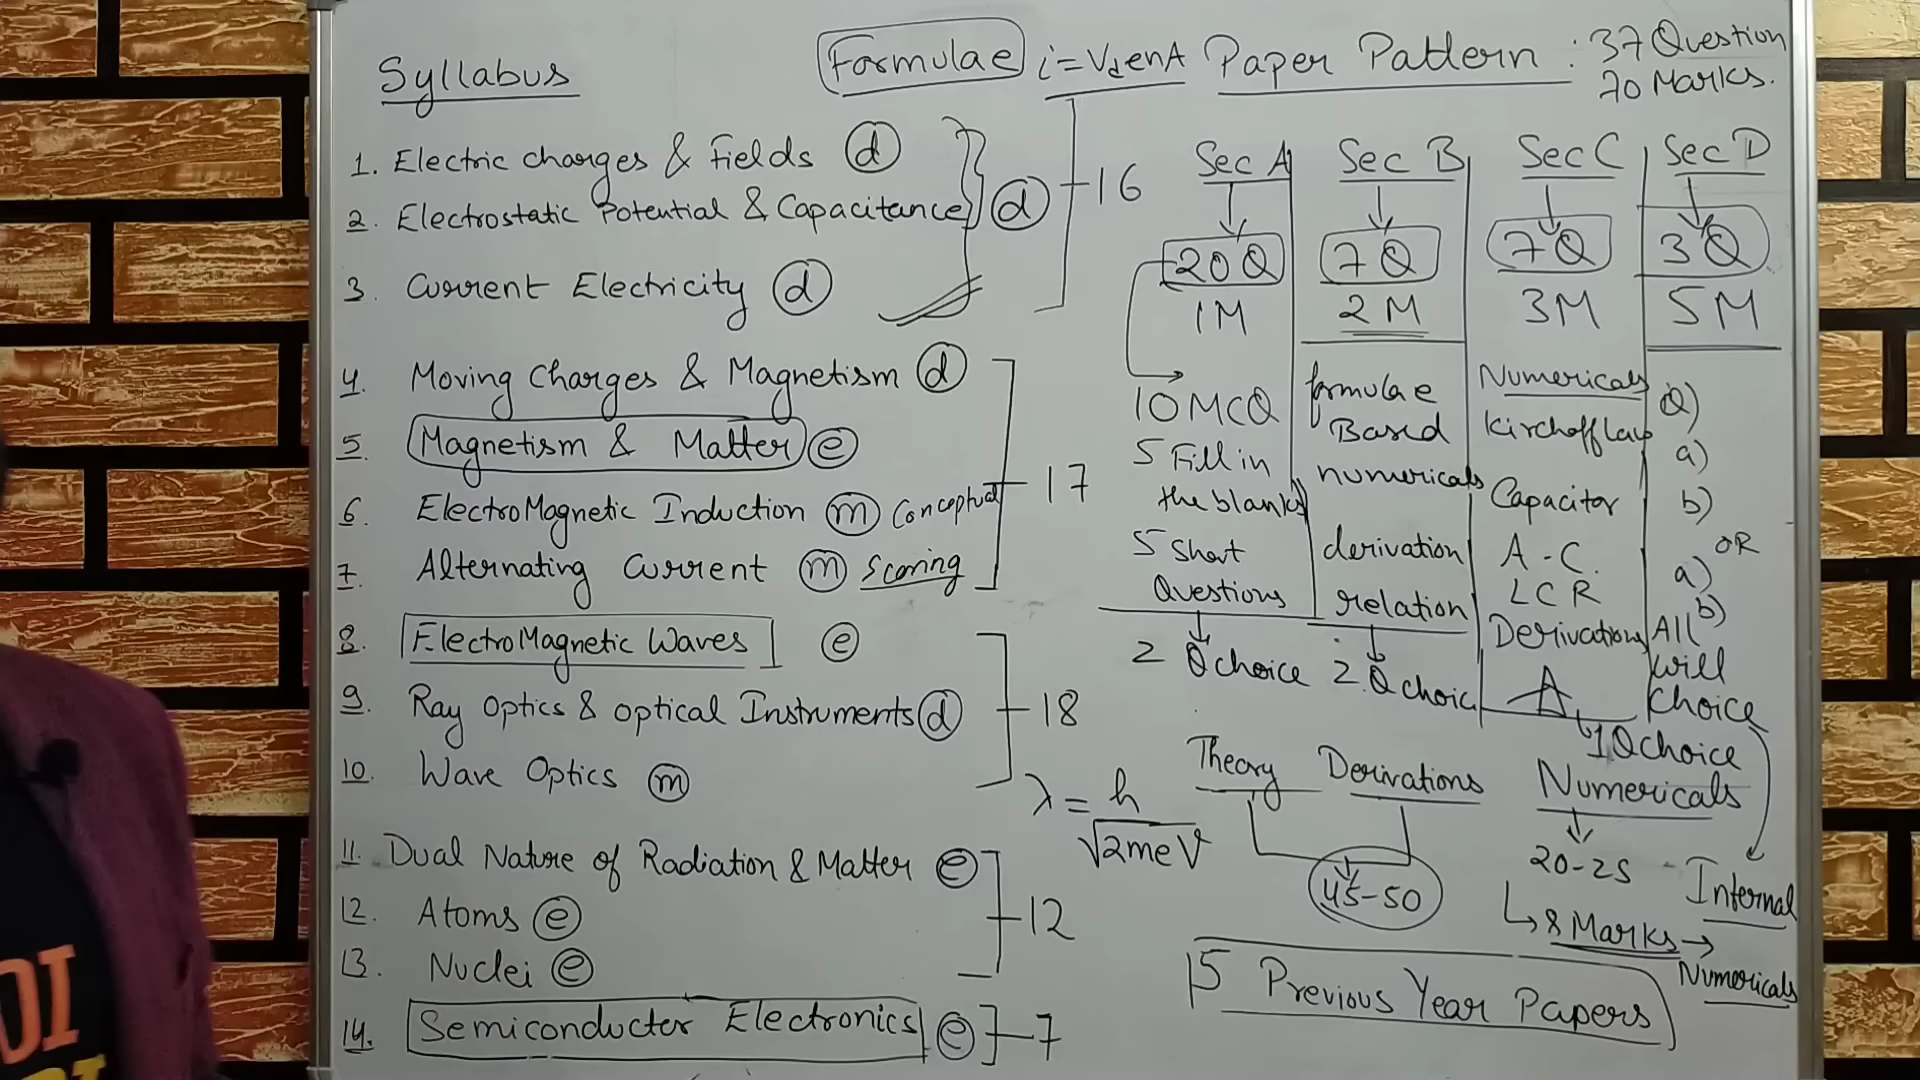 Syllabus
1. Electric charges & Fields d
2. Electrostatic Potential & Capacitance d
3. Current Electricity d
16
4. Moving Charges & Magnetism d
5. Magnetism & Matter e
6. ElectroMagnetic Induction m Conceptual
7. Alternating Current m Scoring
17
8. ElectroMagnetic Waves e
9. Ray Optics & optical Instruments d
10. Wave Optics m
18
11. Dual Nature of Radiation & Matter e
12. Atoms e
13. Nuclei e
12
14. Semiconductor Electronics e 7
Formulae i=VdenA
λ = h
√2meV
Paper Pattern : 37 Question
70 Marks.
Sec A
20Q
1M
10 MCQ
5 Fill in
the blanks
5 Short
Questions
2 Q choice
Sec B
7Q
2M
formulae
Based
numericals
derivation
relation
2 Q choic
Sec C
7Q
3M
Numericals
Kirchoff Law
Capacitor
A.C.
LCR
Derivations
1Qchoice
Sec D
3Q
5M
Q)
a)
b)
OR
a)
b)
All
will
Choice
Internal
Theory Derivations
45-50
Numericals
20-25
8 Marks →
Numericals
15 Previous Year Papers
DI